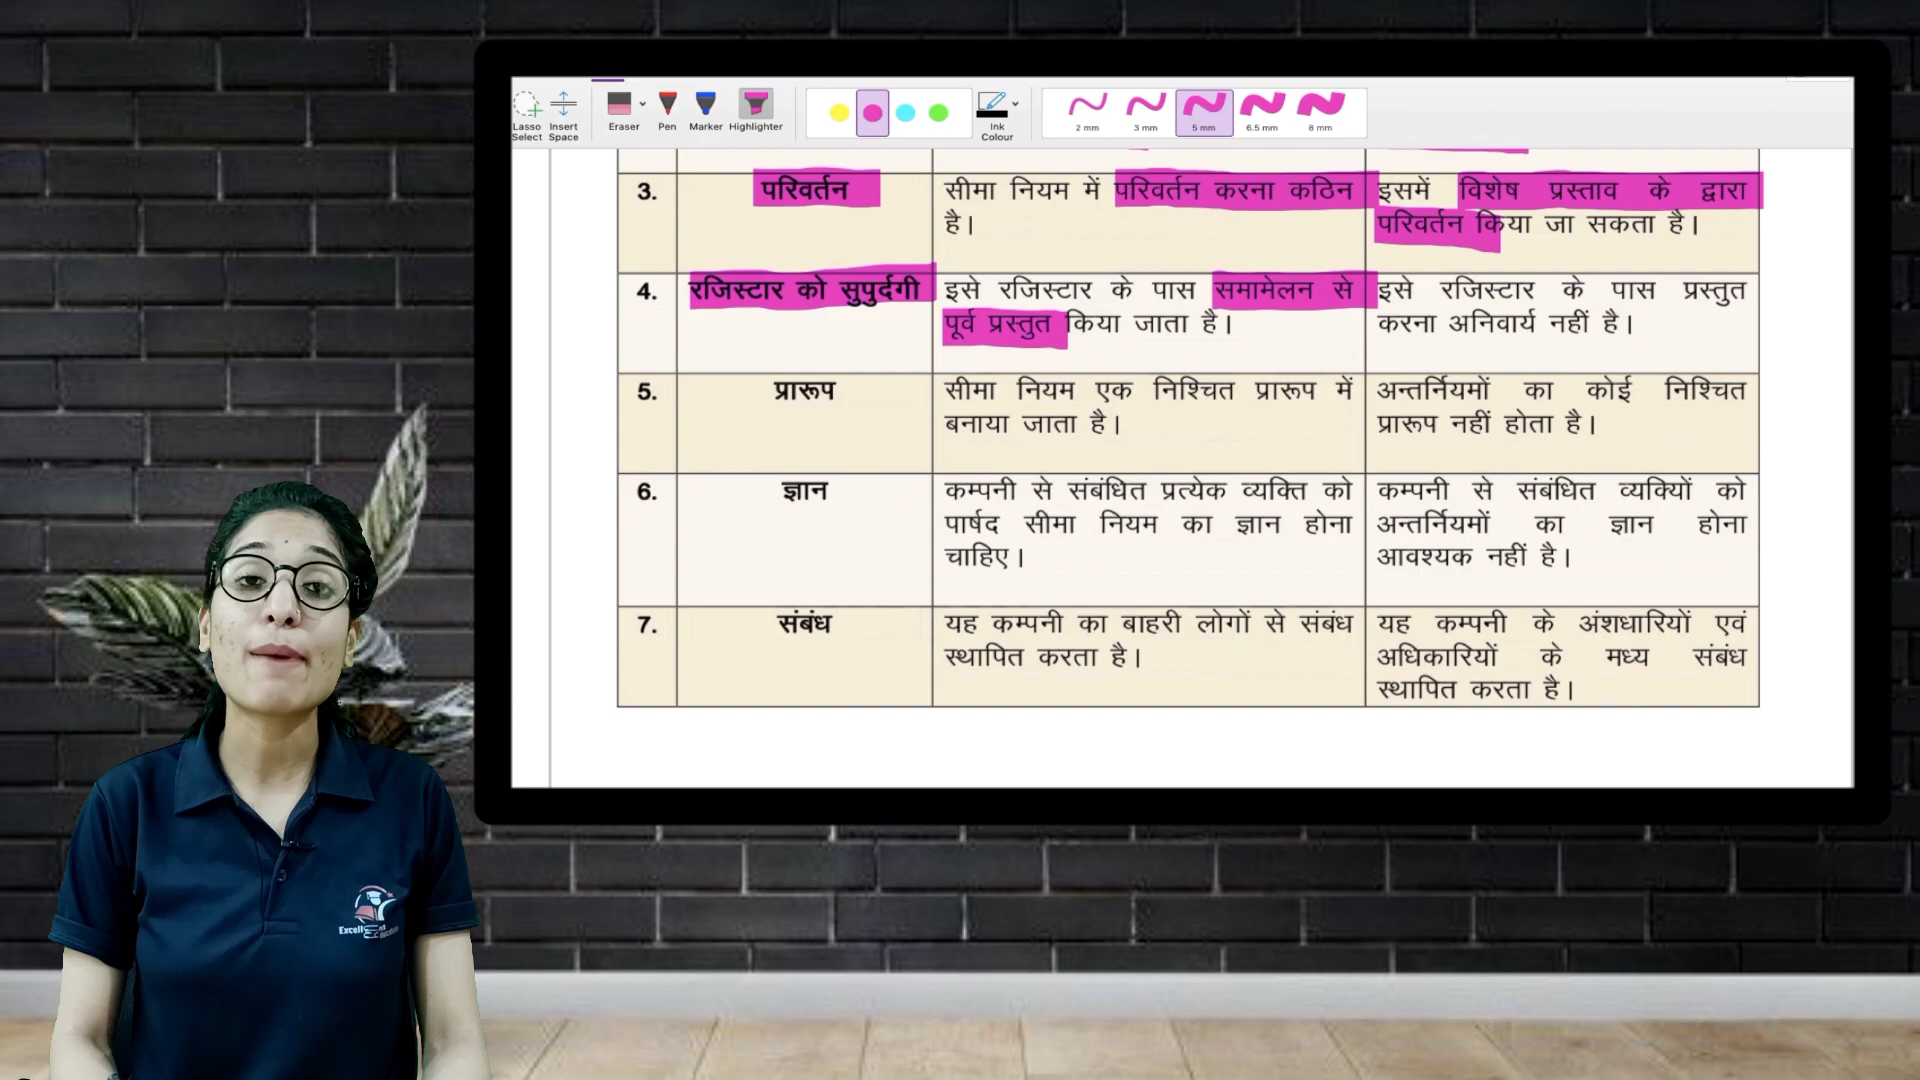 Lasso Select
Insert Space
Eraser
Pen
Marker
Highlighter
Ink Colour
2 mm
3 mm
5 mm
6.5 mm
8 mm
3.
परिवर्तन
सीमा नियम में परिवर्तन करना कठिन
है।
इसमें विशेष प्रस्ताव के द्वारा
परिवर्तन किया जा सकता है।
4.
रजिस्टार को सुपुर्दगी
इसे रजिस्टार के पास समामेलन से
पूर्व प्रस्तुत किया जाता है।
इसे रजिस्टार के पास प्रस्तुत
करना अनिवार्य नहीं है।
5.
प्रारूप
सीमा नियम एक निश्चित प्रारूप में
बनाया जाता है।
अन्तर्नियमों का कोई निश्चित
प्रारूप नहीं होता है।
6.
ज्ञान
कम्पनी से संबंधित प्रत्येक व्यक्ति को
पार्षद सीमा नियम का ज्ञान होना
चाहिए।
कम्पनी से संबंधित व्यक्यिों को
अन्तर्नियमों का ज्ञान होना
आवश्यक नहीं है।
7.
संबंध
यह कम्पनी का बाहरी लोगों से संबंध
स्थापित करता है।
यह कम्पनी के अंशधारियों एवं
अधिकारियों के मध्य संबंध
स्थापित करता है।